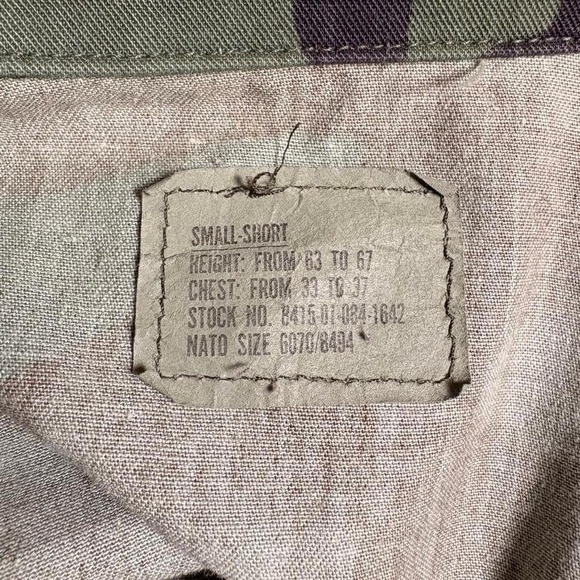 SMALL-SHORT
HEIGHT: FROM 63 TO 67
CHEST: FROM 33 TO 37
STOCK NO. 8415-01-084-1642
NATO SIZE 6070/8494